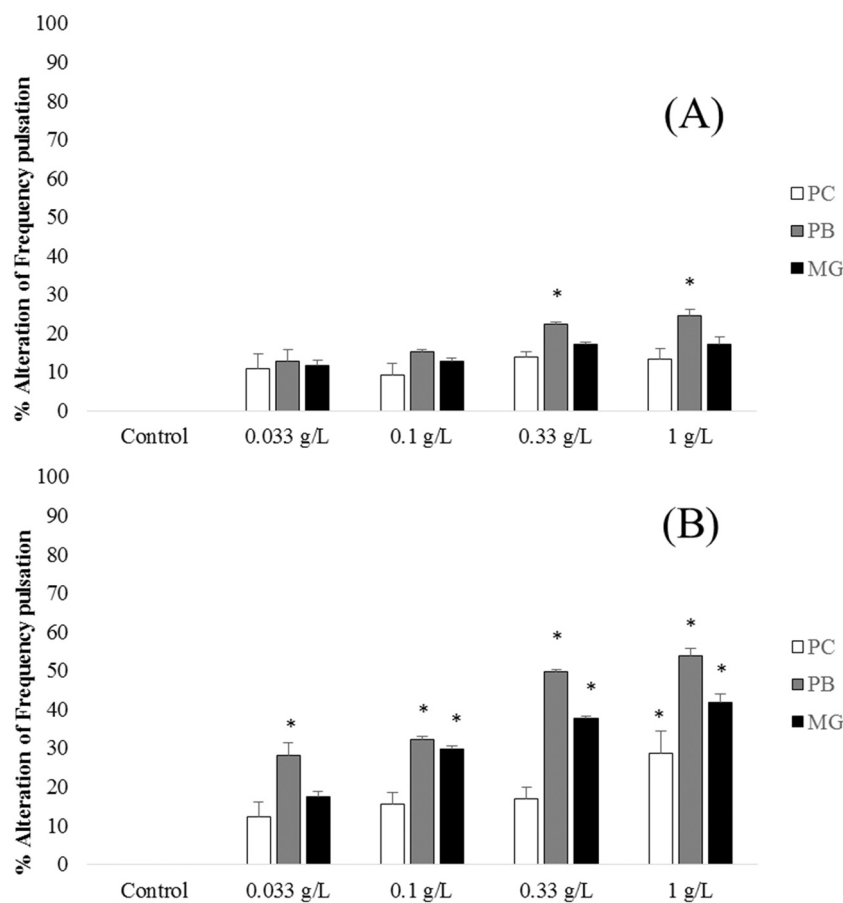 100
90
80
70
60
50
40
30
20
10
0
% Alteration of Frequency pulsation
(A)
PC
PB
MG
*
*
Control
0.033 g/L
0.1 g/L
0.33 g/L
1 g/L
100
90
80
70
60
50
40
30
20
10
0
% Alteration of Frequency pulsation
(B)
PC
PB
MG
*
*
*
*
*
*
*
*
Control
0.033 g/L
0.1 g/L
0.33 g/L
1 g/L